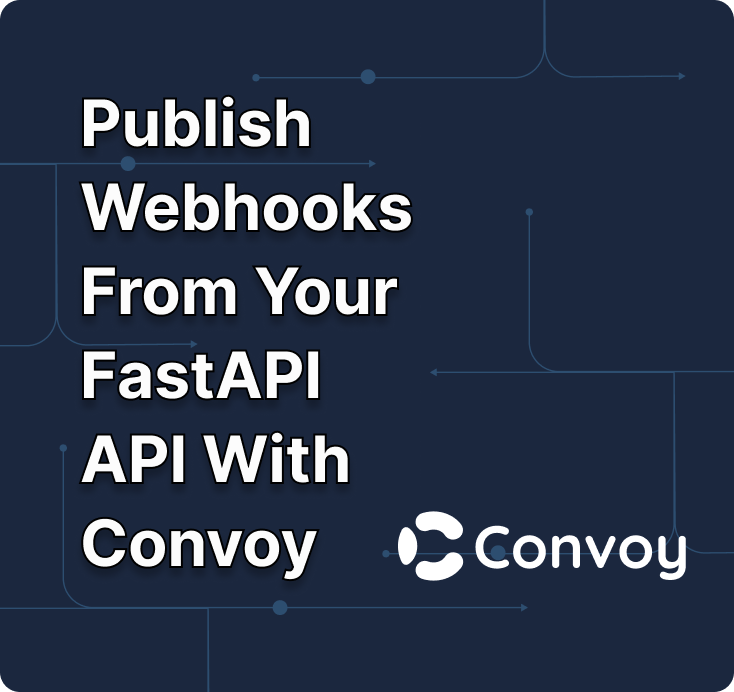 Publish
Webhooks
From Your
FastAPI
API With
Convoy
Convoy